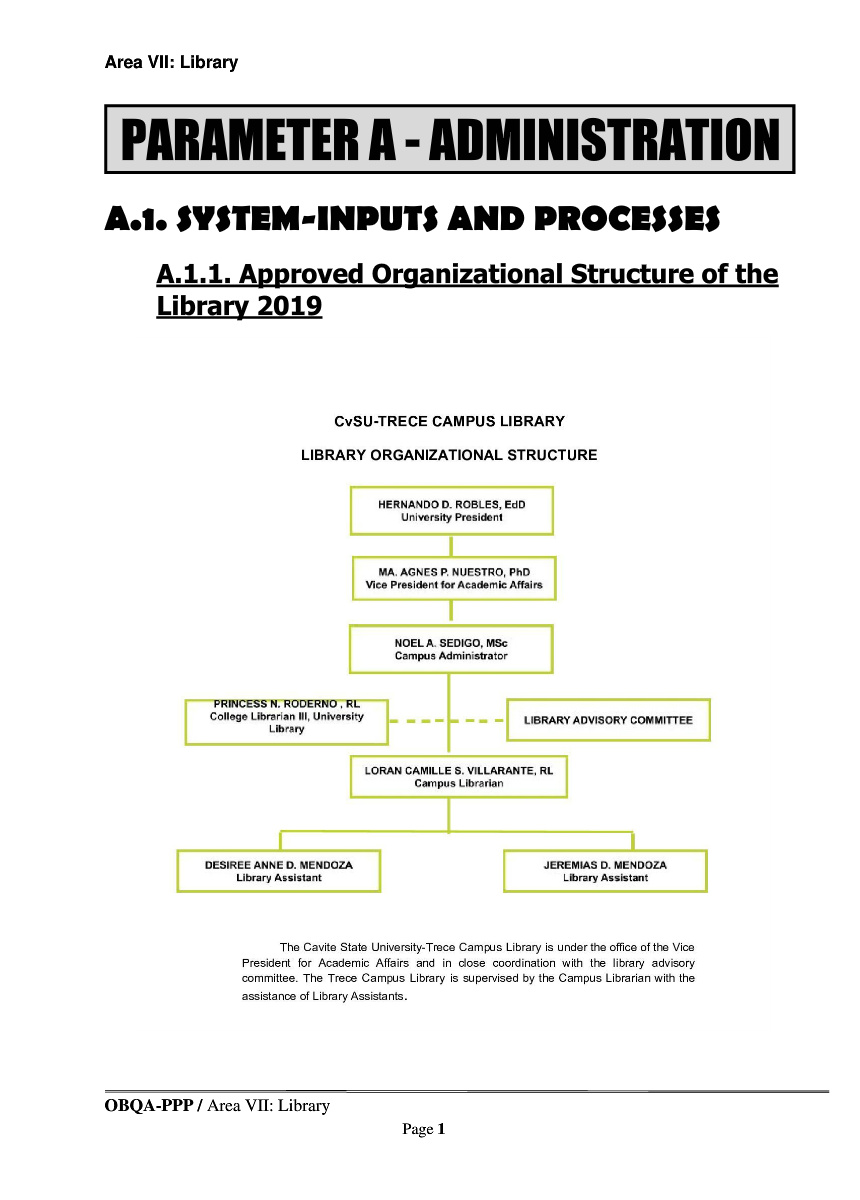 Area VII: Library
PARAMETER A - ADMINISTRATION
A.1. SYSTEM-INPUTS AND PROCESSES
A.1.1. Approved Organizational Structure of the
Library 2019
CvSU-TRECE CAMPUS LIBRARY
LIBRARY ORGANIZATIONAL STRUCTURE
HERNANDO D. ROBLES, EdD
University President
MA. AGNES P. NUESTRO, PhD
Vice President for Academic Affairs
NOEL A. SEDIGO, MSc
Campus Administrator
PRINCESS N. RODERNO , RL
College Librarian III, University
Library
LIBRARY ADVISORY COMMITTEE
LORAN CAMILLE S. VILLARANTE, RL
Campus Librarian
DESIREE ANNE D. MENDOZA
Library Assistant
JEREMIAS D. MENDOZA
Library Assistant
The Cavite State University-Trece Campus Library is under the office of the Vice
President for Academic Affairs and in close coordination with the library advisory
committee. The Trece Campus Library is supervised by the Campus Librarian with the
assistance of Library Assistants.
OBQA-PPP / Area VII: Library
Page 1